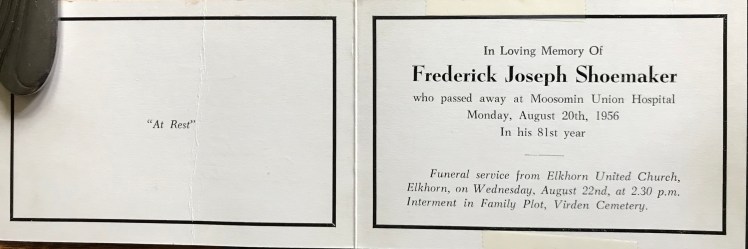 "At Rest"
In Loving Memory Of
Frederick Joseph Shoemaker
who passed away at Moosomin Union Hospital
Monday, August 20th, 1956
In his 81st year
Funeral service from Elkhorn United Church,
Elkhorn, on Wednesday, August 22nd, at 2.30 p.m.
Interment in Family Plot, Virden Cemetery.